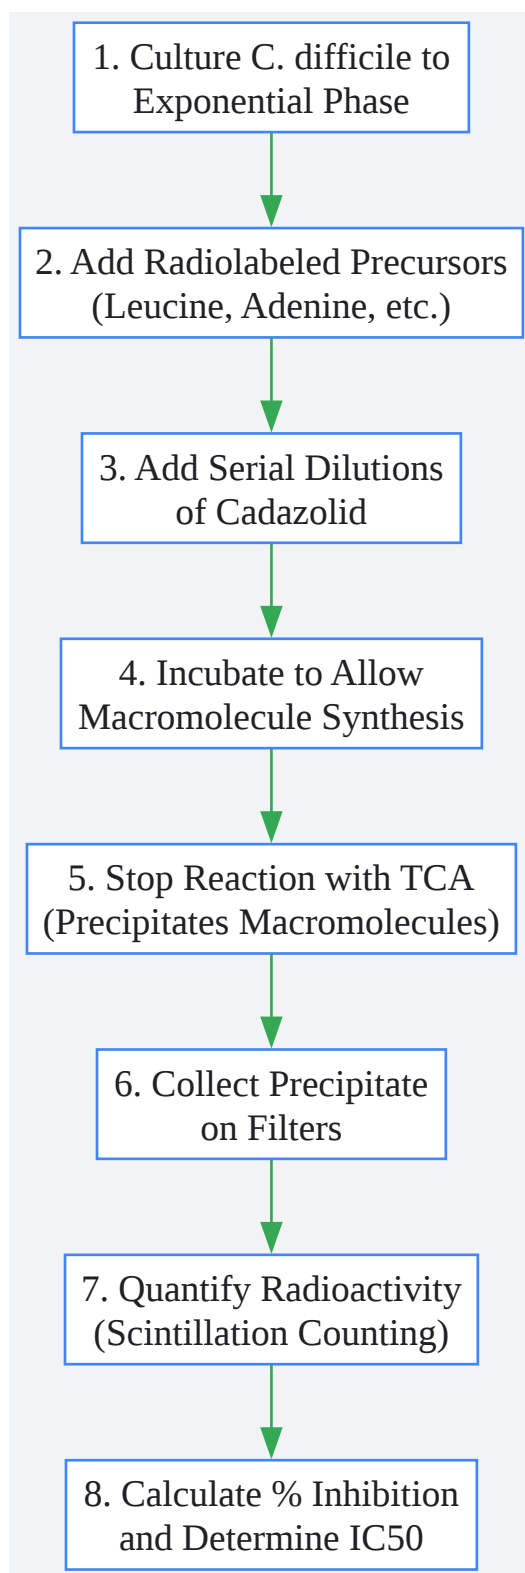 1. Culture C. difficile to
Exponential Phase
2. Add Radiolabeled Precursors
(Leucine, Adenine, etc.)
3. Add Serial Dilutions
of Cadazolid
4. Incubate to Allow
Macromolecule Synthesis
5. Stop Reaction with TCA
(Precipitates Macromolecules)
6. Collect Precipitate
on Filters
7. Quantify Radioactivity
(Scintillation Counting)
8. Calculate % Inhibition
and Determine IC50